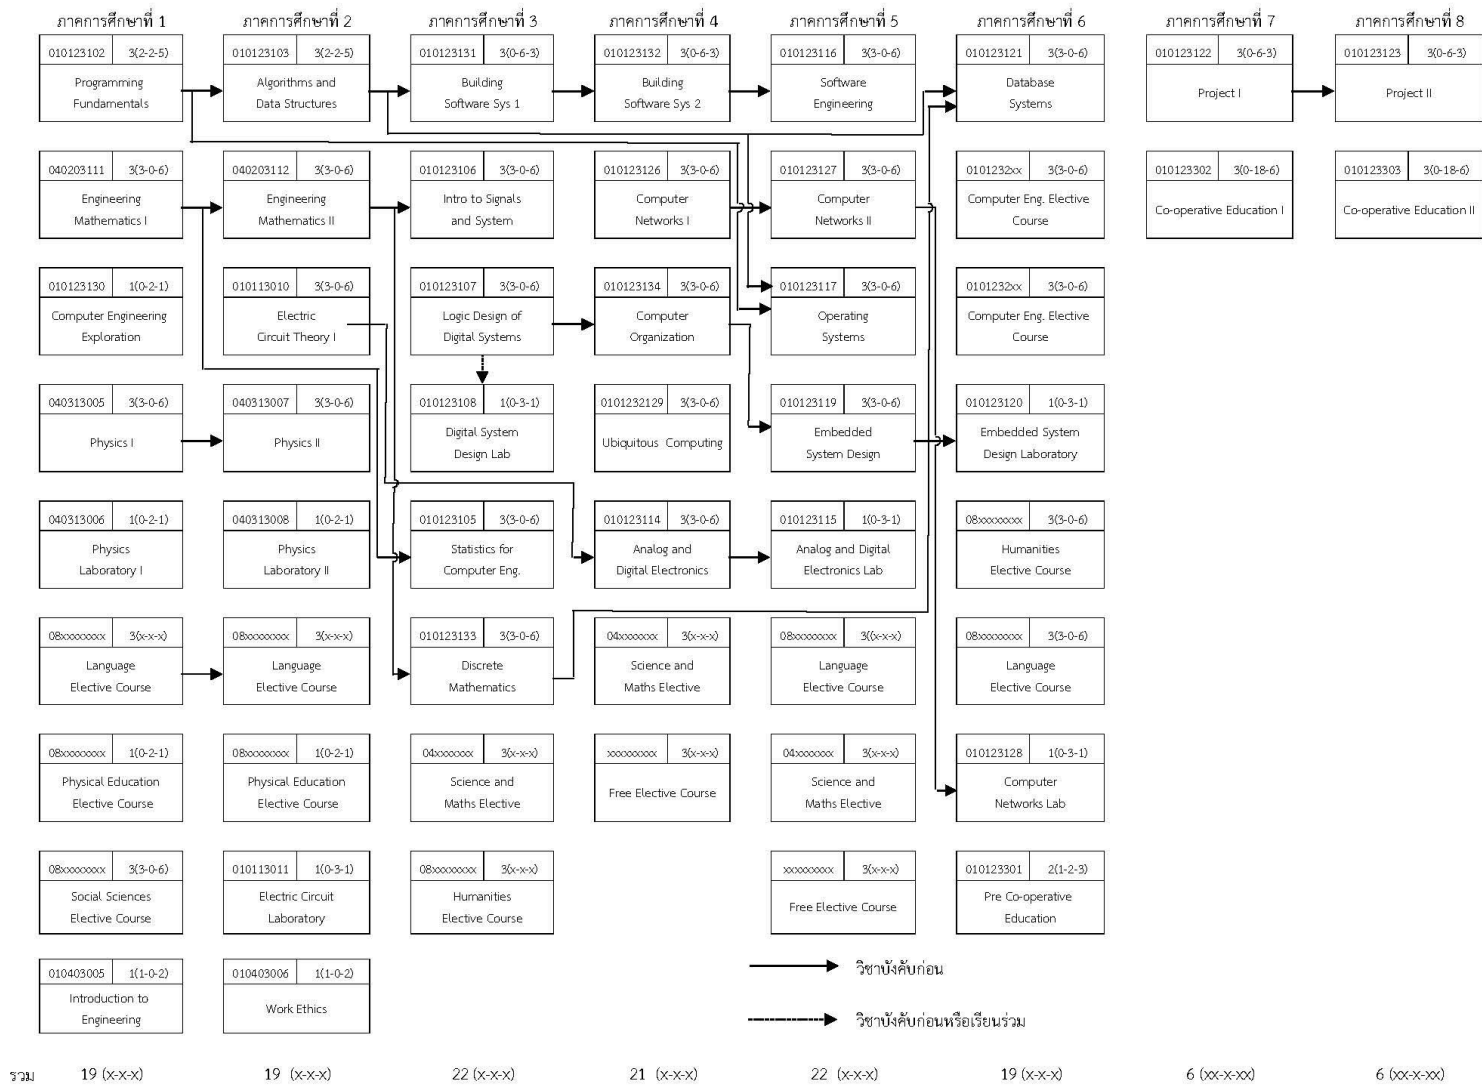 ภาคการศึกษาที่ 1 ภาคการศึกษาที่ 2 ภาคการศึกษาที่ 3 ภาคการศึกษาที่ 4 ภาคการศึกษาที่ 5 ภาคการศึกษาที่ 6 ภาคการศึกษาที่ 7 ภาคการศึกษาที่ 8
010123102 3(2-2-5) 010123103 3(2-2-5) 010123131 3(0-6-3) 010123132 3(0-6-3) 010123116 3(3-0-6) 010123121 3(3-0-6) 010123122 3(0-6-3) 010123123 3(0-6-3)
Programming Algorithms and Building Building Software Database
Project I Project II
Fundamentals Data Structures Software Sys 1 Software Sys 2 Engineering Systems
040203111 3(3-0-6) 040203112 3(3-0-6) 010123106 3(3-0-6) 010123126 3(3-0-6) 010123127 3(3-0-6) 0101232xx 3(3-0-6) 010123302 3(0-18-6) 010123303 3(0-18-6)
Engineering Engineering Intro to Signals Computer Computer Computer Eng. Elective
Co-operative Education I Co-operative Education II
Mathematics I Mathematics II and System Networks I Networks II Course
010123130 1(0-2-1) 010113010 3(3-0-6) 010123107 3(3-0-6) 010123134 3(3-0-6) 010123117 3(3-0-6) 0101232xx 3(3-0-6)
Computer Engineering Electric Logic Design of Computer Operating Computer Eng. Elective
Exploration Circuit Theory I Digital Systems Organization Systems Course
040313005 3(3-0-6) 040313007 3(3-0-6) 010123108 1(0-3-1) 0101232129 3(3-0-6) 010123119 3(3-0-6) 010123120 1(0-3-1)
Digital System Embedded Embedded System
Physics I Physics II Ubiquitous Computing
Design Lab System Design Design Laboratory
040313006 1(0-2-1) 040313008 1(0-2-1) 010123105 3(3-0-6) 010123114 3(3-0-6) 010123115 1(0-3-1) 08xxxxxxx 3(3-0-6)
Physics Physics Statistics for Analog and Analog and Digital Humanities
Laboratory I Laboratory II Computer Eng. Digital Electronics Electronics Lab Elective Course
08xxxxxxx 3(x-x-x) 08xxxxxxx 3(x-x-x) 010123133 3(3-0-6) 04xxxxxxx 3(x-x-x) 08xxxxxxx 3((x-x-x) 08xxxxxxx 3(3-0-6)
Language Language Discrete Science and Language Language
Elective Course Elective Course Mathematics Maths Elective Elective Course Elective Course
08xxxxxxx 1(0-2-1) 08xxxxxxx 1(0-2-1) 04xxxxxxx 3(x-x-x) xxxxxxxxx 3(x-x-x) 04xxxxxxx 3(x-x-x) 010123128 1(0-3-1)
Physical Education Physical Education Science and Science and Computer
Free Elective Course
Elective Course Elective Course Maths Elective Maths Elective Networks Lab
08xxxxxxx 3(3-0-6) 010113011 1(0-3-1) 08xxxxxxx 3(x-x-x) xxxxxxxxx 3(x-x-x) 010123301 2(1-2-3)
Social Sciences Electric Circuit Humanities Pre Co-operative
Free Elective Course
Elective Course Laboratory Elective Course Education
010403005 1(1-0-2) 010403006 1(1-0-2) วิชาบังคับก่อน
Introduction to
Work Ethics
Engineering
วิชาบังคับก่อนหรือเรียนร่วม
รวม 19 (x-x-x) 19 (x-x-x) 22 (x-x-x) 21 (x-x-x) 22 (x-x-x) 19 (x-x-x) 6 (xx-x-xx) 6 (xx-x-xx)